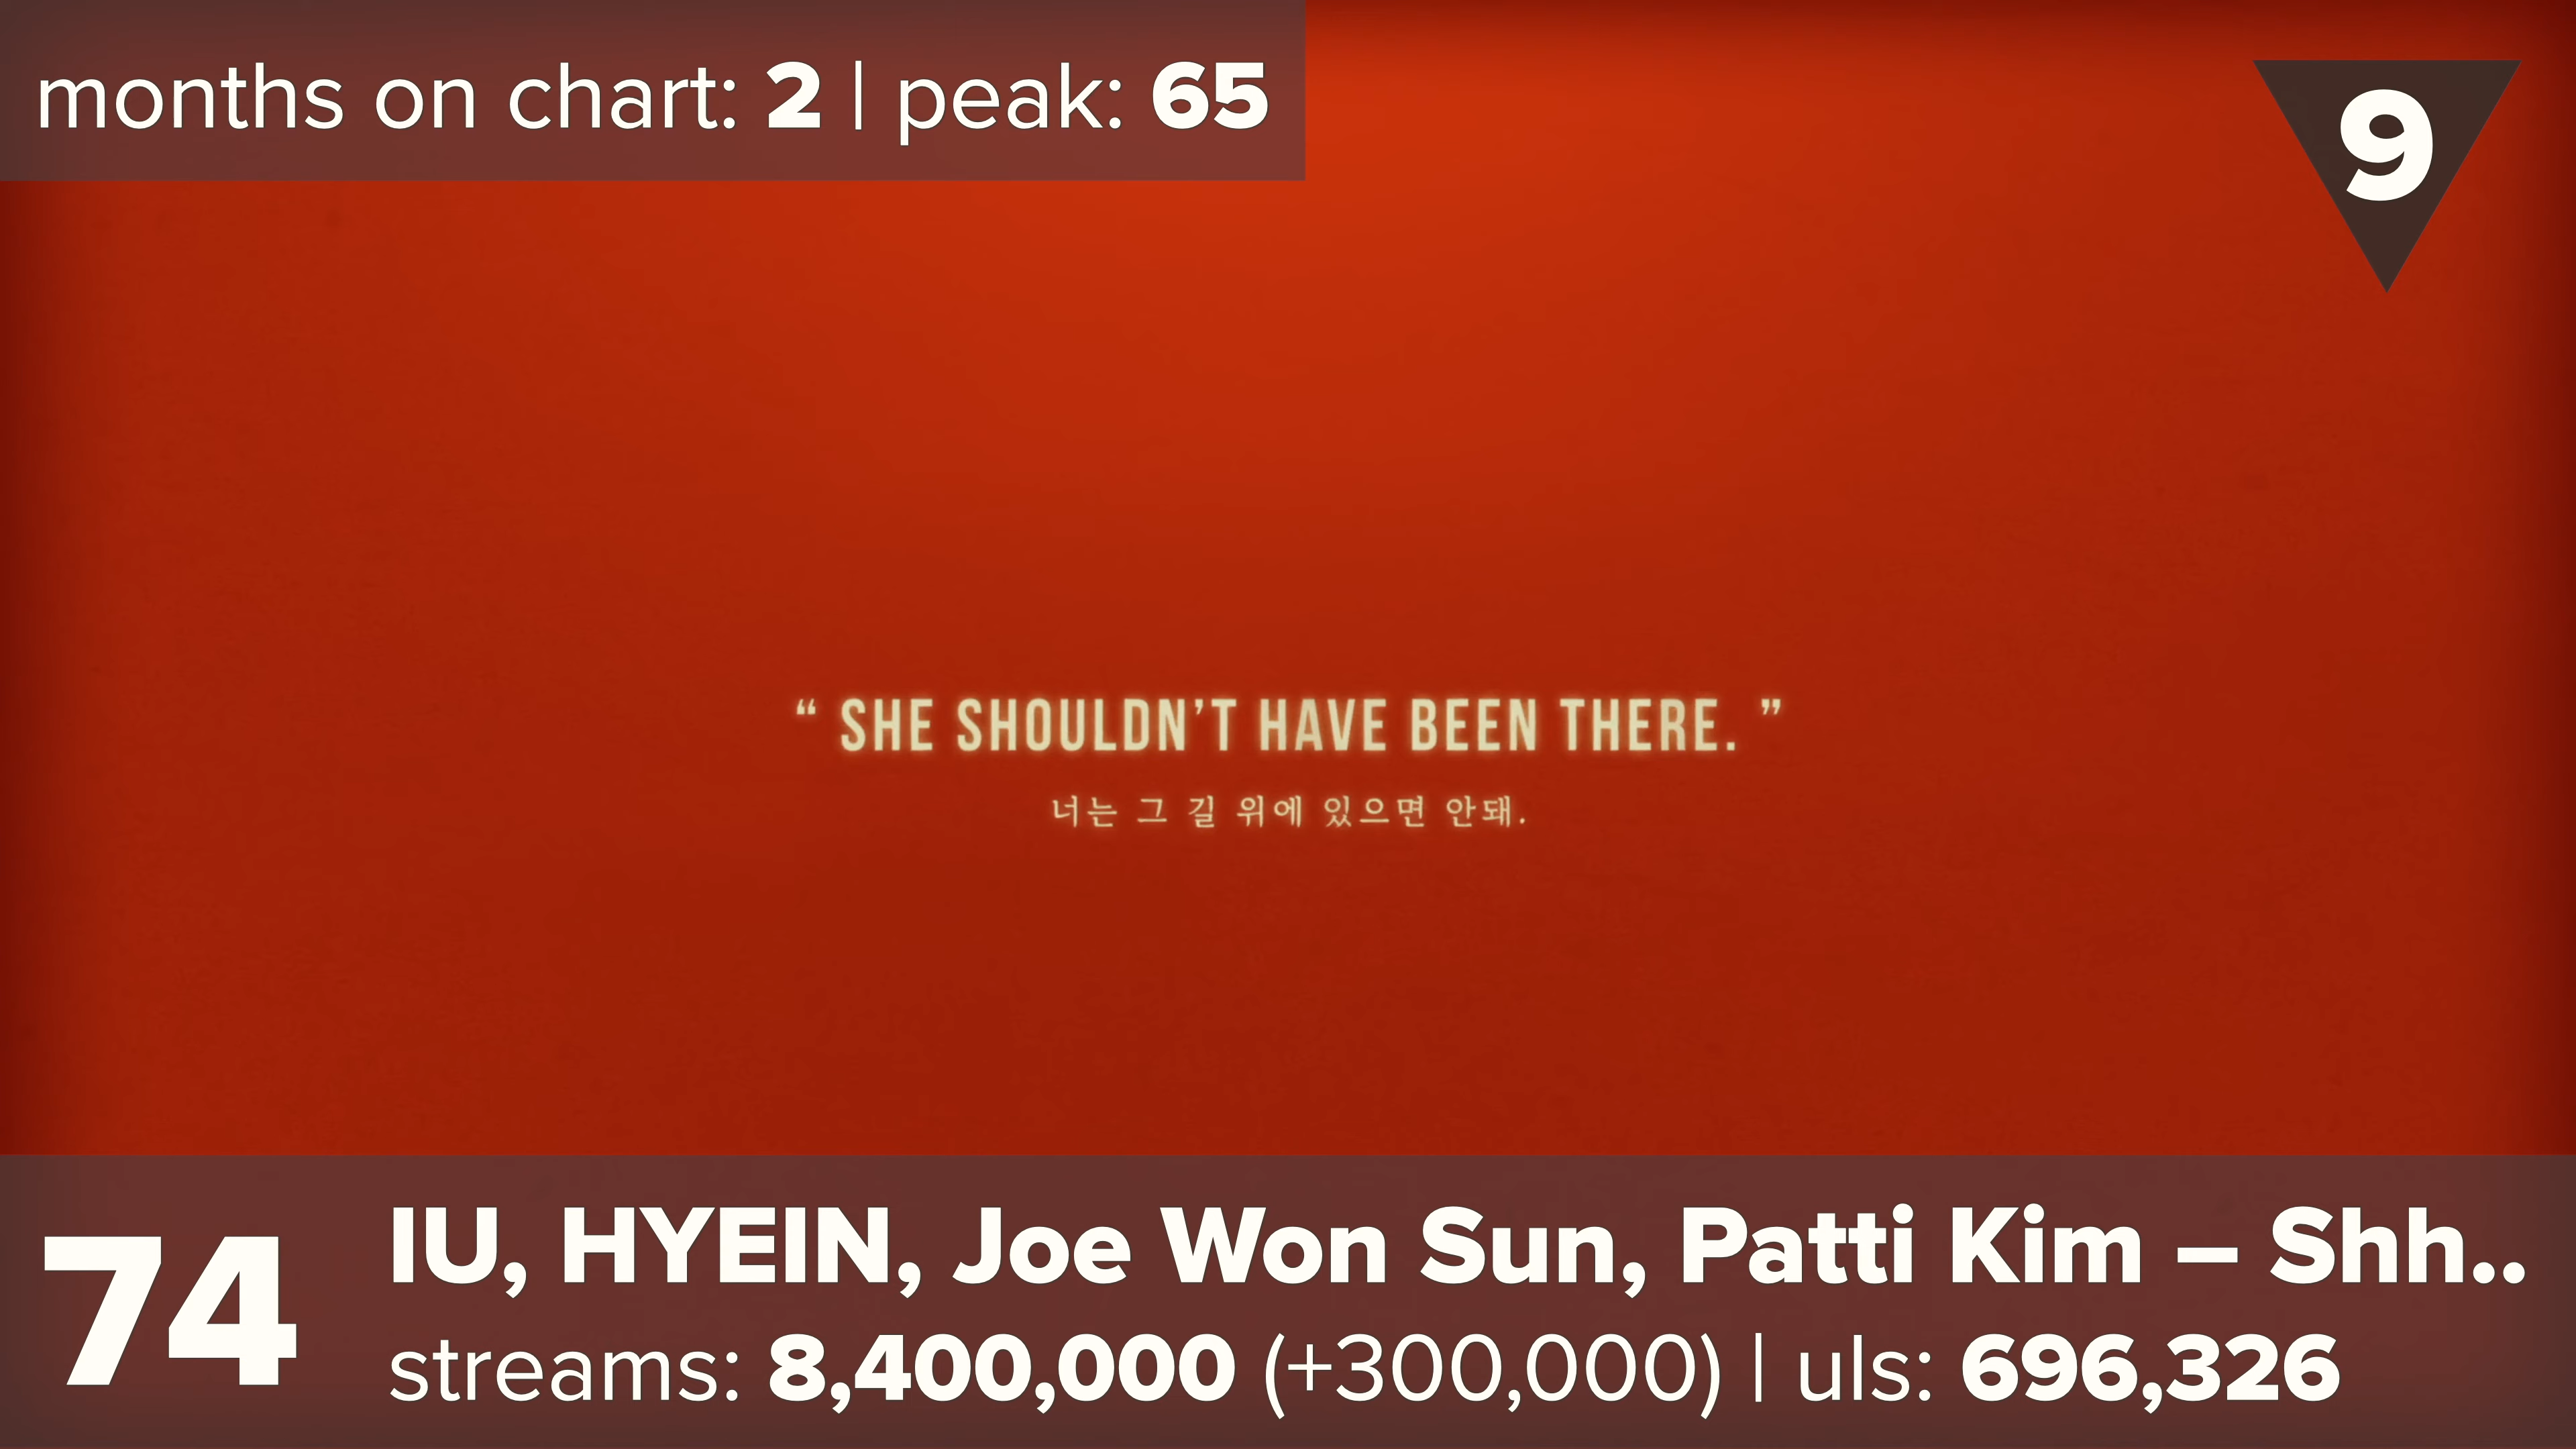 months on chart: 2 | peak: 65
9
“ SHE SHOULDN’T HAVE BEEN THERE. ”
너는 그 길 위에 있으면 안돼.
74
IU, HYEIN, Joe Won Sun, Patti Kim – Shh..
streams: 8,400,000 (+300,000) | uls: 696,326